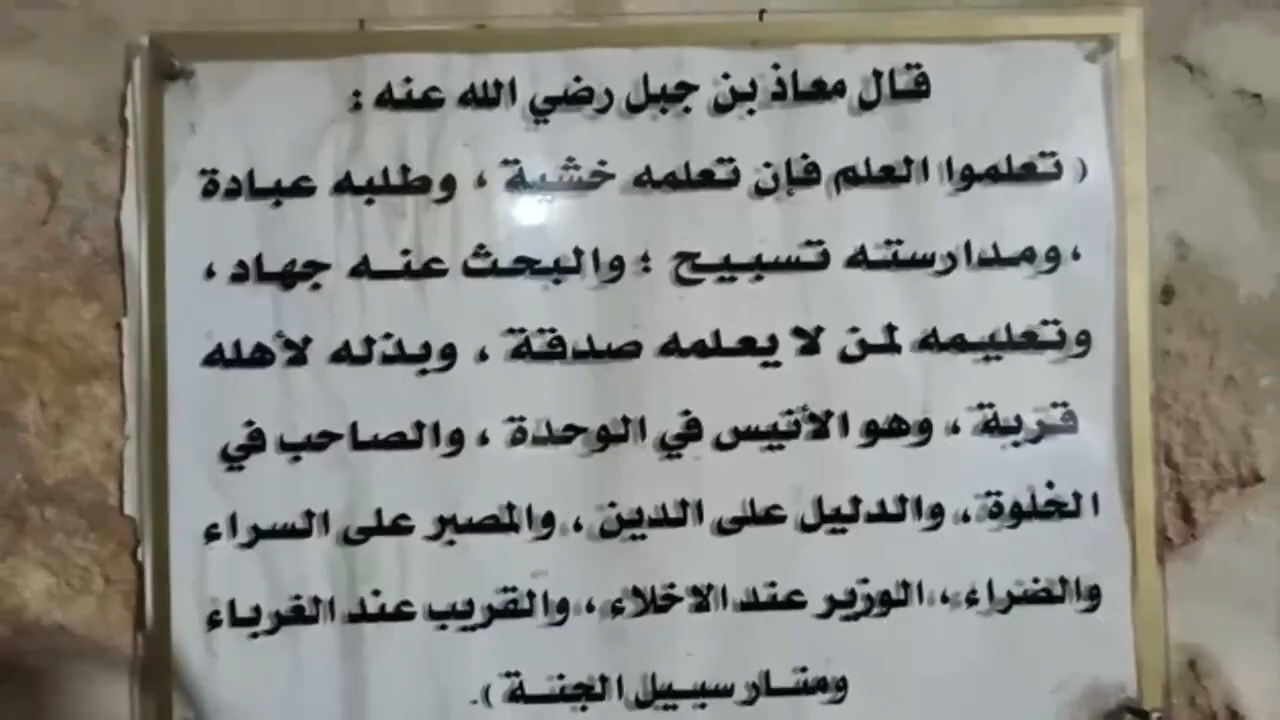 قال معاذ بن جبل رضي الله عنه :
( تعلموا العلم فإن تعلمه خشية ، وطلبه عبادة
، ومدارسته تسبيح ؛ والبحث عنه جهاد ،
وتعليمه لمن لا يعلمه صدقة ، وبذله لأهله
قربة ، وهو الأنيس في الوحدة ، والصاحب في
الخلوة ، والدليل على الدين ، والمصبر على السراء
والضراء ، الوزير عند الاخلاء ، والقريب عند الغرباء
ومنار سبيل الجنة ).